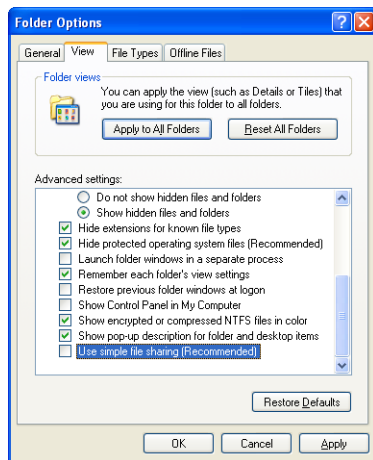 Folder Options
General View File Types Offline Files
Folder views
You can apply the view (such as Details or Tiles) that
you are using for this folder to all folders.
Apply to All Folders Reset All Folders
Advanced settings:
Do not show hidden files and folders
Show hidden files and folders
Hide extensions for known file types
Hide protected operating system files (Recommended)
Launch folder windows in a separate process
Remember each folder's view settings
Restore previous folder windows at logon
Show Control Panel in My Computer
Show encrypted or compressed NTFS files in color
Show pop-up description for folder and desktop items
Use simple file sharing (Recommended)
Restore Defaults
OK Cancel Apply